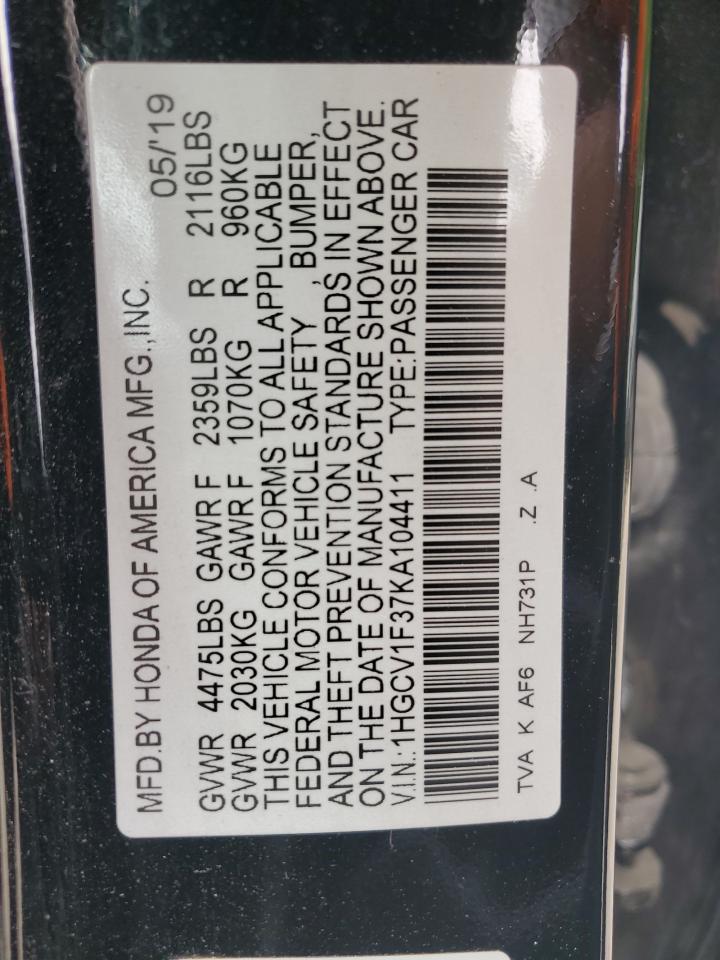 MFD.BY HONDA OF AMERICA MFG.,INC. 05/'19
GVWR 4475LBS GAWR F 2359LBS R 2116LBS
GVWR 2030KG GAWR F 1070KG R 960KG
THIS VEHICLE CONFORMS TO ALL APPLICABLE
FEDERAL MOTOR VEHICLE SAFETY , BUMPER,
AND THEFT PREVENTION STANDARDS IN EFFECT
ON THE DATE OF MANUFACTURE SHOWN ABOVE.
V.I.N.:1HGCV1F37KA104411 TYPE:PASSENGER CAR
TVA K AF6 NH731P .Z .A